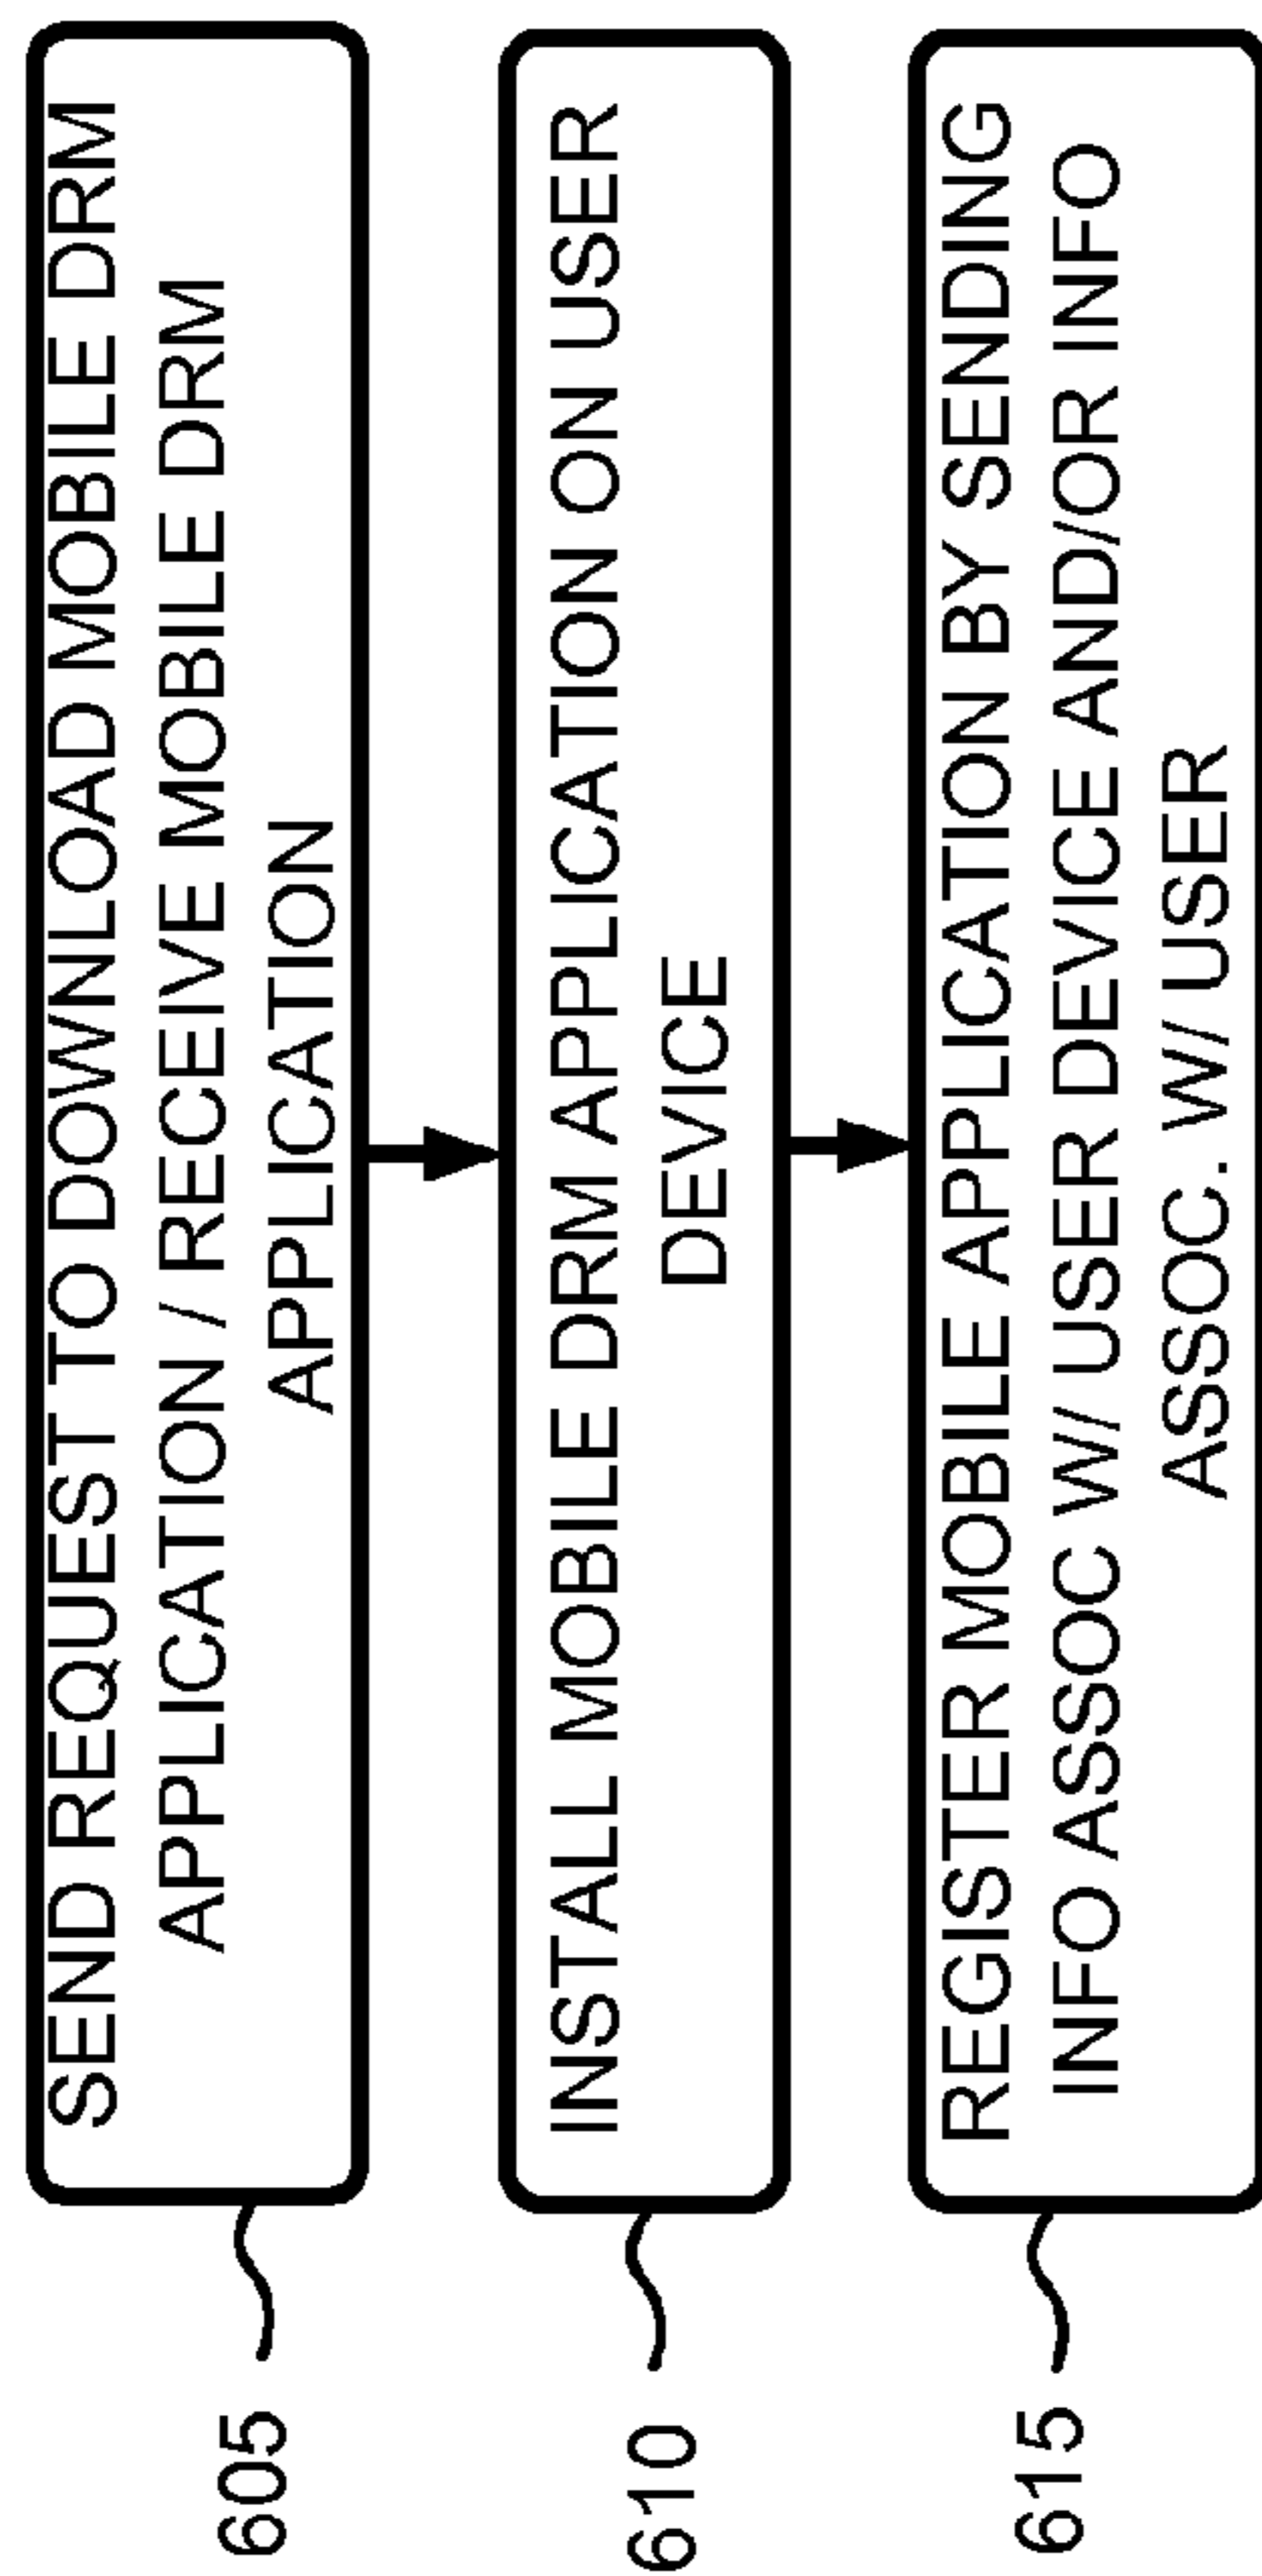 605
SEND REQUEST TO DOWNLOAD MOBILE DRM
APPLICATION / RECEIVE MOBILE DRM
APPLICATION
610
INSTALL MOBILE DRM APPLICATION ON USER
DEVICE
615
REGISTER MOBILE APPLICATION BY SENDING
INFO ASSOC W/ USER DEVICE AND/OR INFO
ASSOC. W/ USER